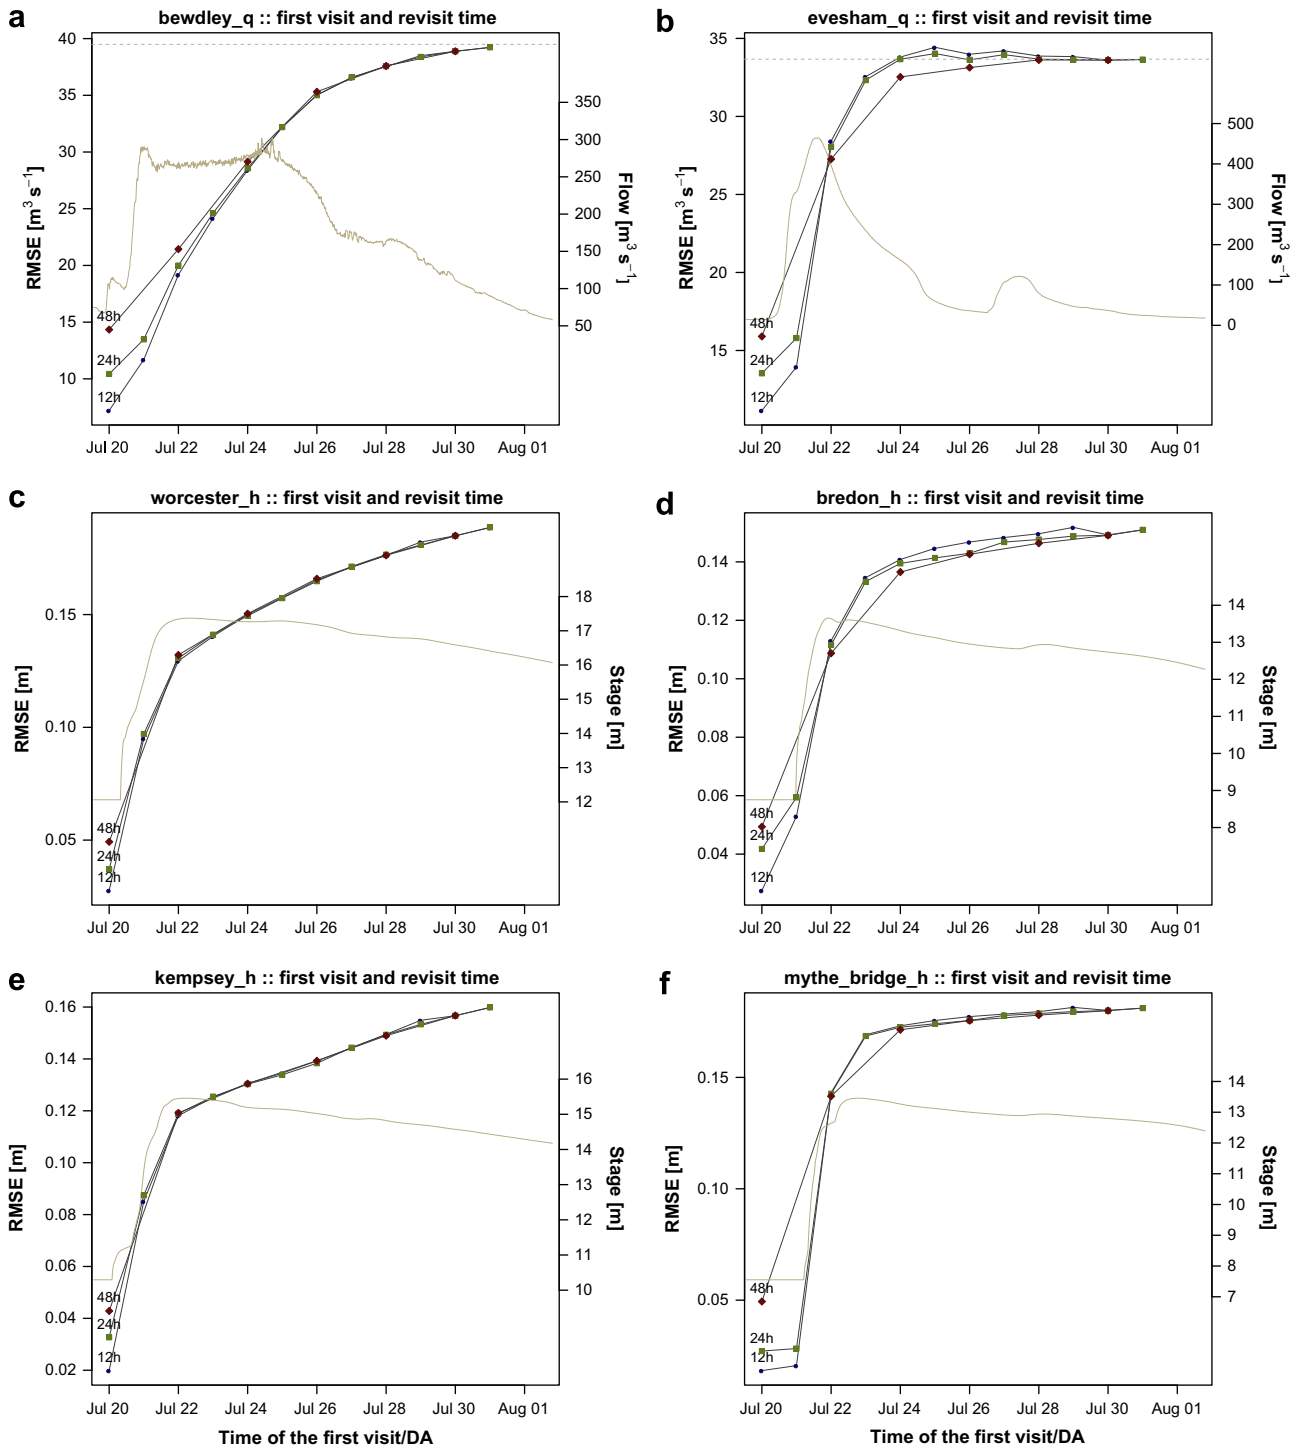 a
bewdley_q :: first visit and revisit time
RMSE [m³ s⁻¹]
40
35
30
25
20
15
10
48h
24h
12h
350
300
250
200
150
100
50
Flow [m³ s⁻¹]
Jul 20 Jul 22 Jul 24 Jul 26 Jul 28 Jul 30 Aug 01
b
evesham_q :: first visit and revisit time
RMSE [m³ s⁻¹]
35
30
25
20
15
48h
24h
12h
500
400
300
200
100
0
Flow [m³ s⁻¹]
Jul 20 Jul 22 Jul 24 Jul 26 Jul 28 Jul 30 Aug 01
c
worcester_h :: first visit and revisit time
RMSE [m]
0.15
0.10
0.05
48h
24h
12h
18
17
16
15
14
13
12
Stage [m]
Jul 20 Jul 22 Jul 24 Jul 26 Jul 28 Jul 30 Aug 01
d
bredon_h :: first visit and revisit time
RMSE [m]
0.14
0.12
0.10
0.08
0.06
0.04
48h
24h
12h
14
13
12
11
10
9
8
Stage [m]
Jul 20 Jul 22 Jul 24 Jul 26 Jul 28 Jul 30 Aug 01
e
kempsey_h :: first visit and revisit time
RMSE [m]
0.16
0.14
0.12
0.10
0.08
0.06
0.04
0.02
48h
24h
12h
16
15
14
13
12
11
10
Stage [m]
Jul 20 Jul 22 Jul 24 Jul 26 Jul 28 Jul 30 Aug 01
Time of the first visit/DA
f
mythe_bridge_h :: first visit and revisit time
RMSE [m]
0.15
0.10
0.05
48h
24h
12h
14
13
12
13
10
9
8
7
Stage [m]
Jul 20 Jul 22 Jul 24 Jul 26 Jul 28 Jul 30 Aug 01
Time of the first visit/DA